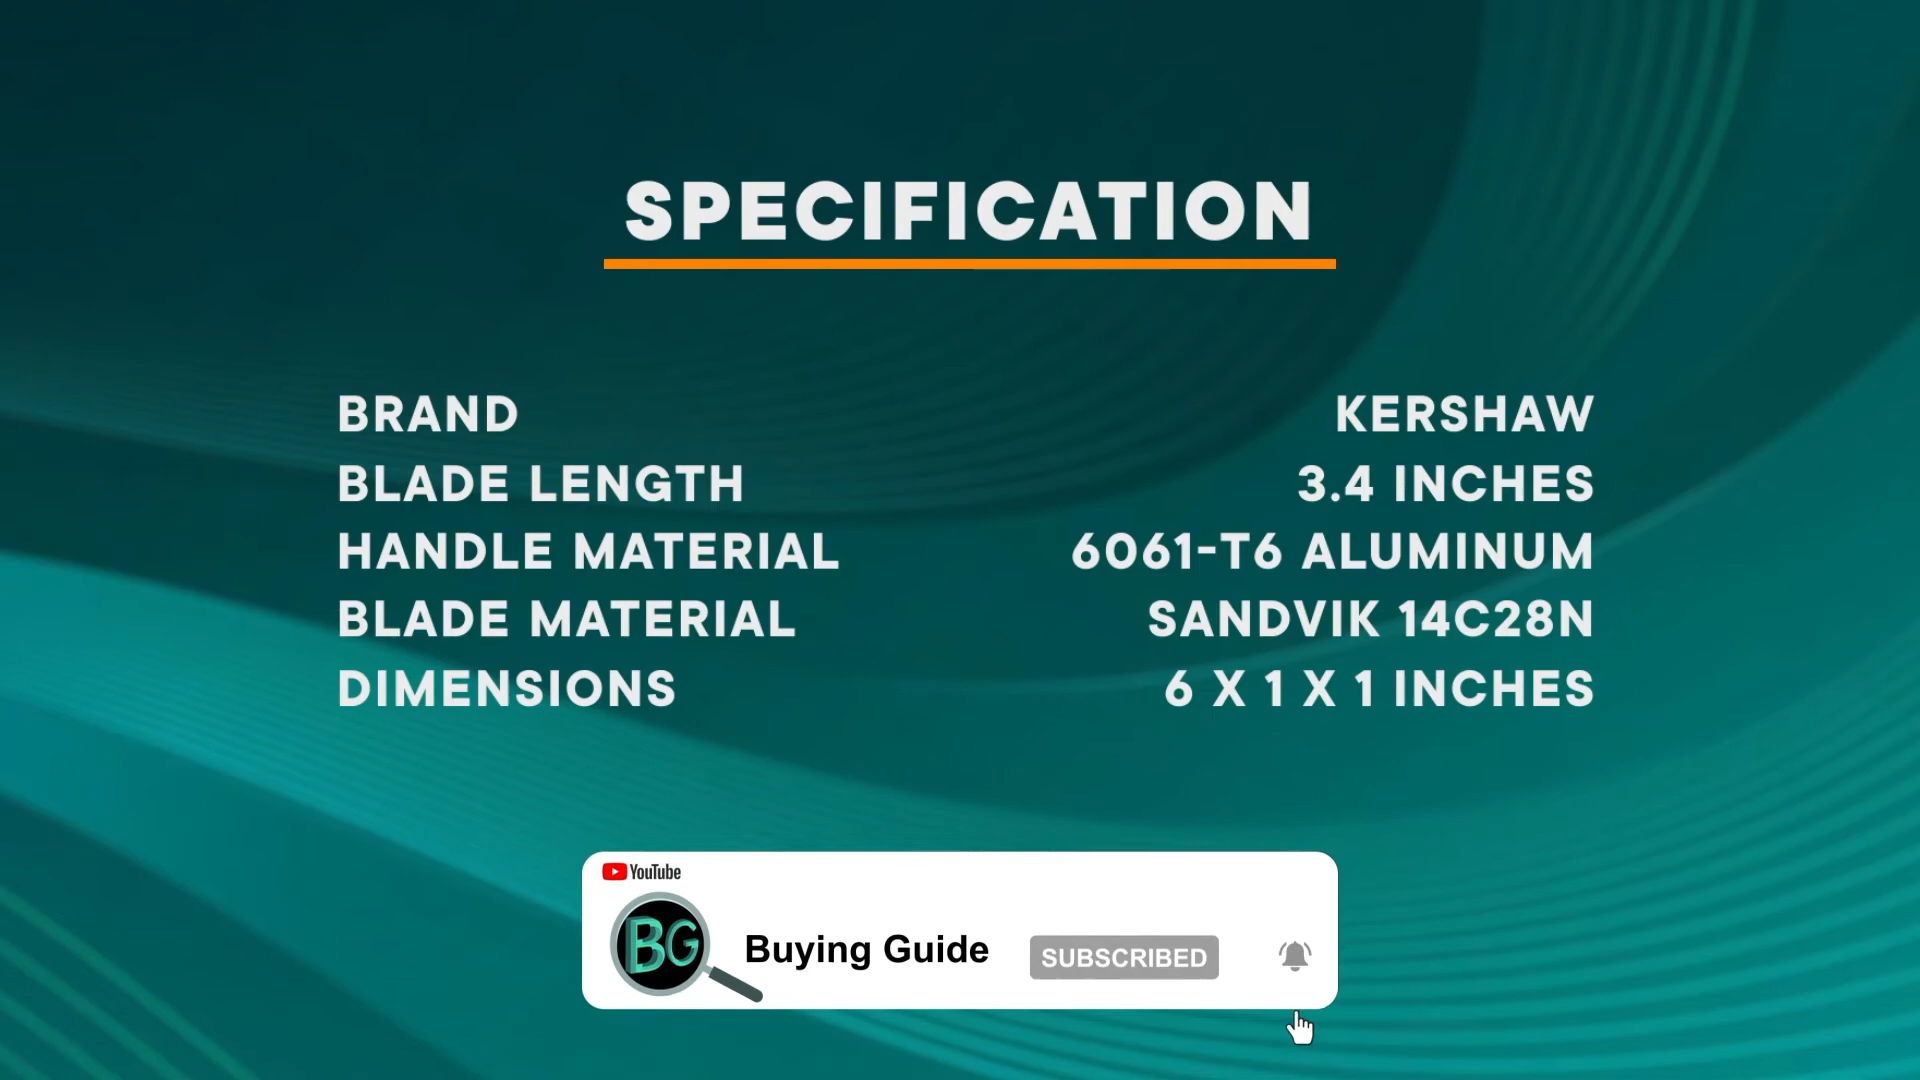 SPECIFICATION
BRAND KERSHAW
BLADE LENGTH 3.4 INCHES
HANDLE MATERIAL 6061-T6 ALUMINUM
BLADE MATERIAL SANDVIK 14C28N
DIMENSIONS 6 X 1 X 1 INCHES
YouTube
BG
Buying Guide SUBSCRIBED